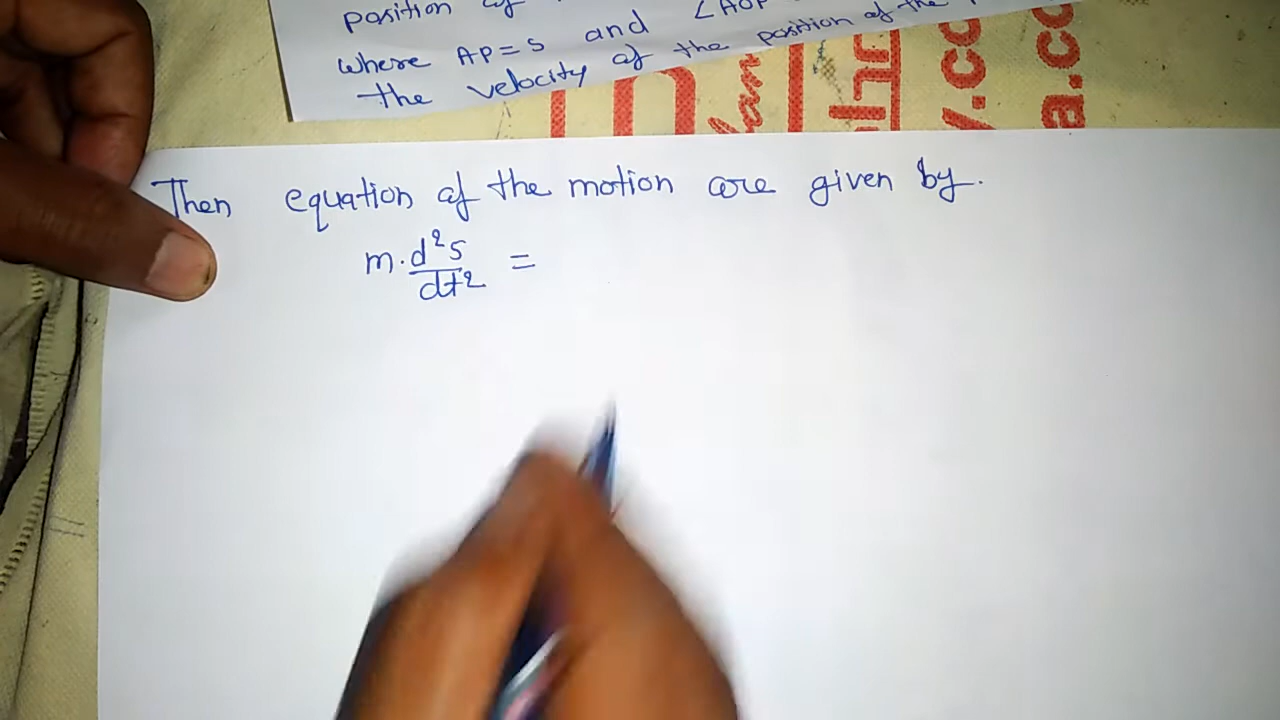 position of
where AP = s and ∠AOP
the velocity of the position of the
Then equation of the motion are given by.
m. d²s/dt² =